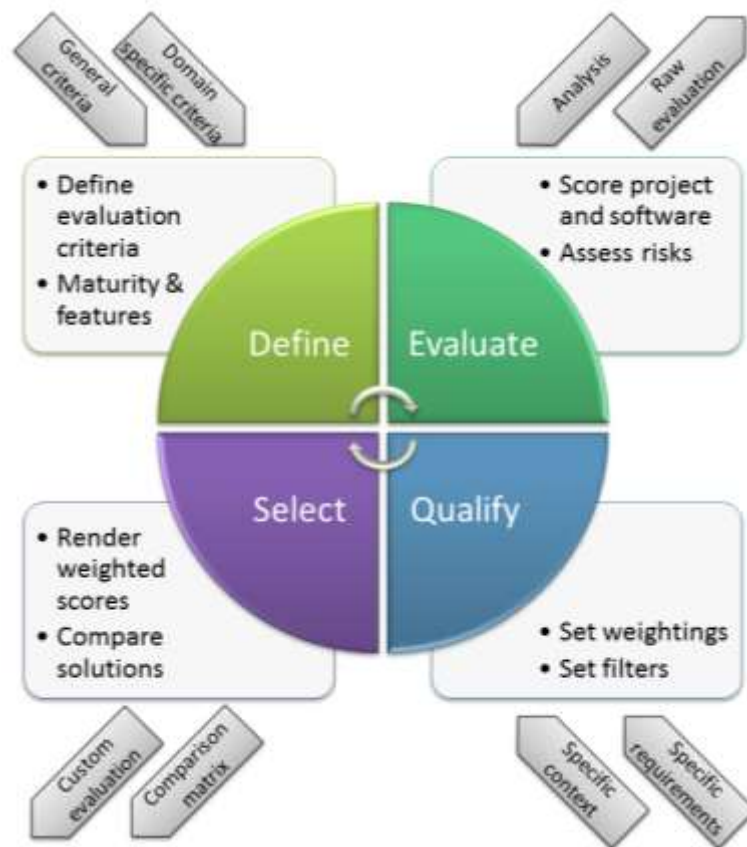 General
criteria
Domain
specific criteria
Analysis
Raw
evaluation
• Define
evaluation
criteria
• Maturity &
features
• Score project
and software
• Assess risks
Define
Evaluate
Select
Qualify
• Render
weighted
scores
• Compare
solutions
• Set weightings
• Set filters
Custom
evaluation
Comparison
matrix
Specific
context
Specific
requirements